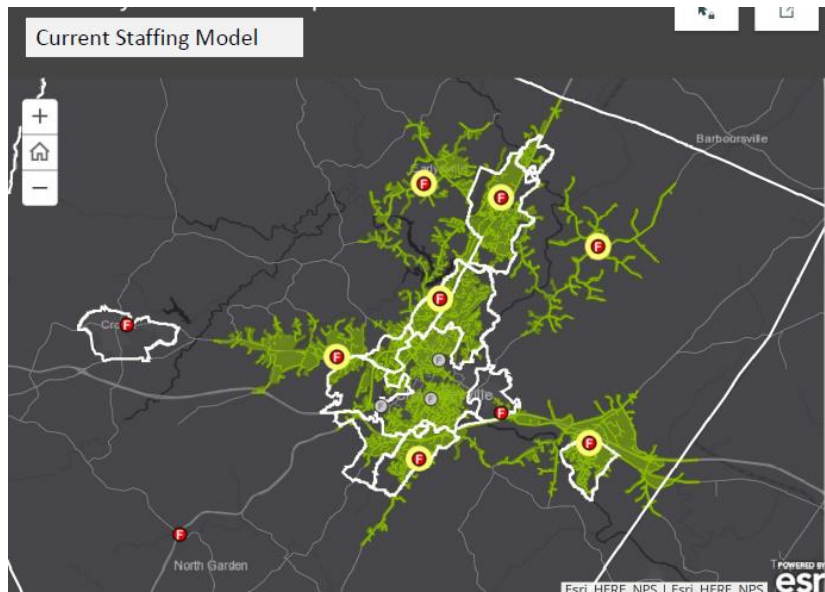 Current Staffing Model
+
Barboursville
−
F
F
F
F
F
F
F
F
F
F
F
F
F
North Garden
POWERED BY
esri
Esri, HERE, NPS | Esri, HERE, NPS